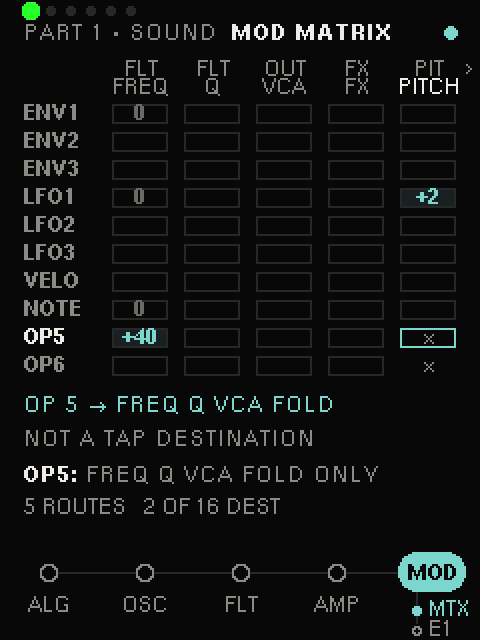 PART 1 · SOUND MOD MATRIX
FLT FLT OUT FX PIT >
FREQ Q VCA FX PITCH
ENV1 0
ENV2
ENV3
LFO1 0 +2
LFO2
LFO3
VELO
NOTE 0
OP5 +40 ×
OP6 ×
OP 5 → FREQ Q VCA FOLD
NOT A TAP DESTINATION
OP5: FREQ Q VCA FOLD ONLY
5 ROUTES 2 OF 16 DEST
ALG OSC FLT AMP MOD
MTX
E1